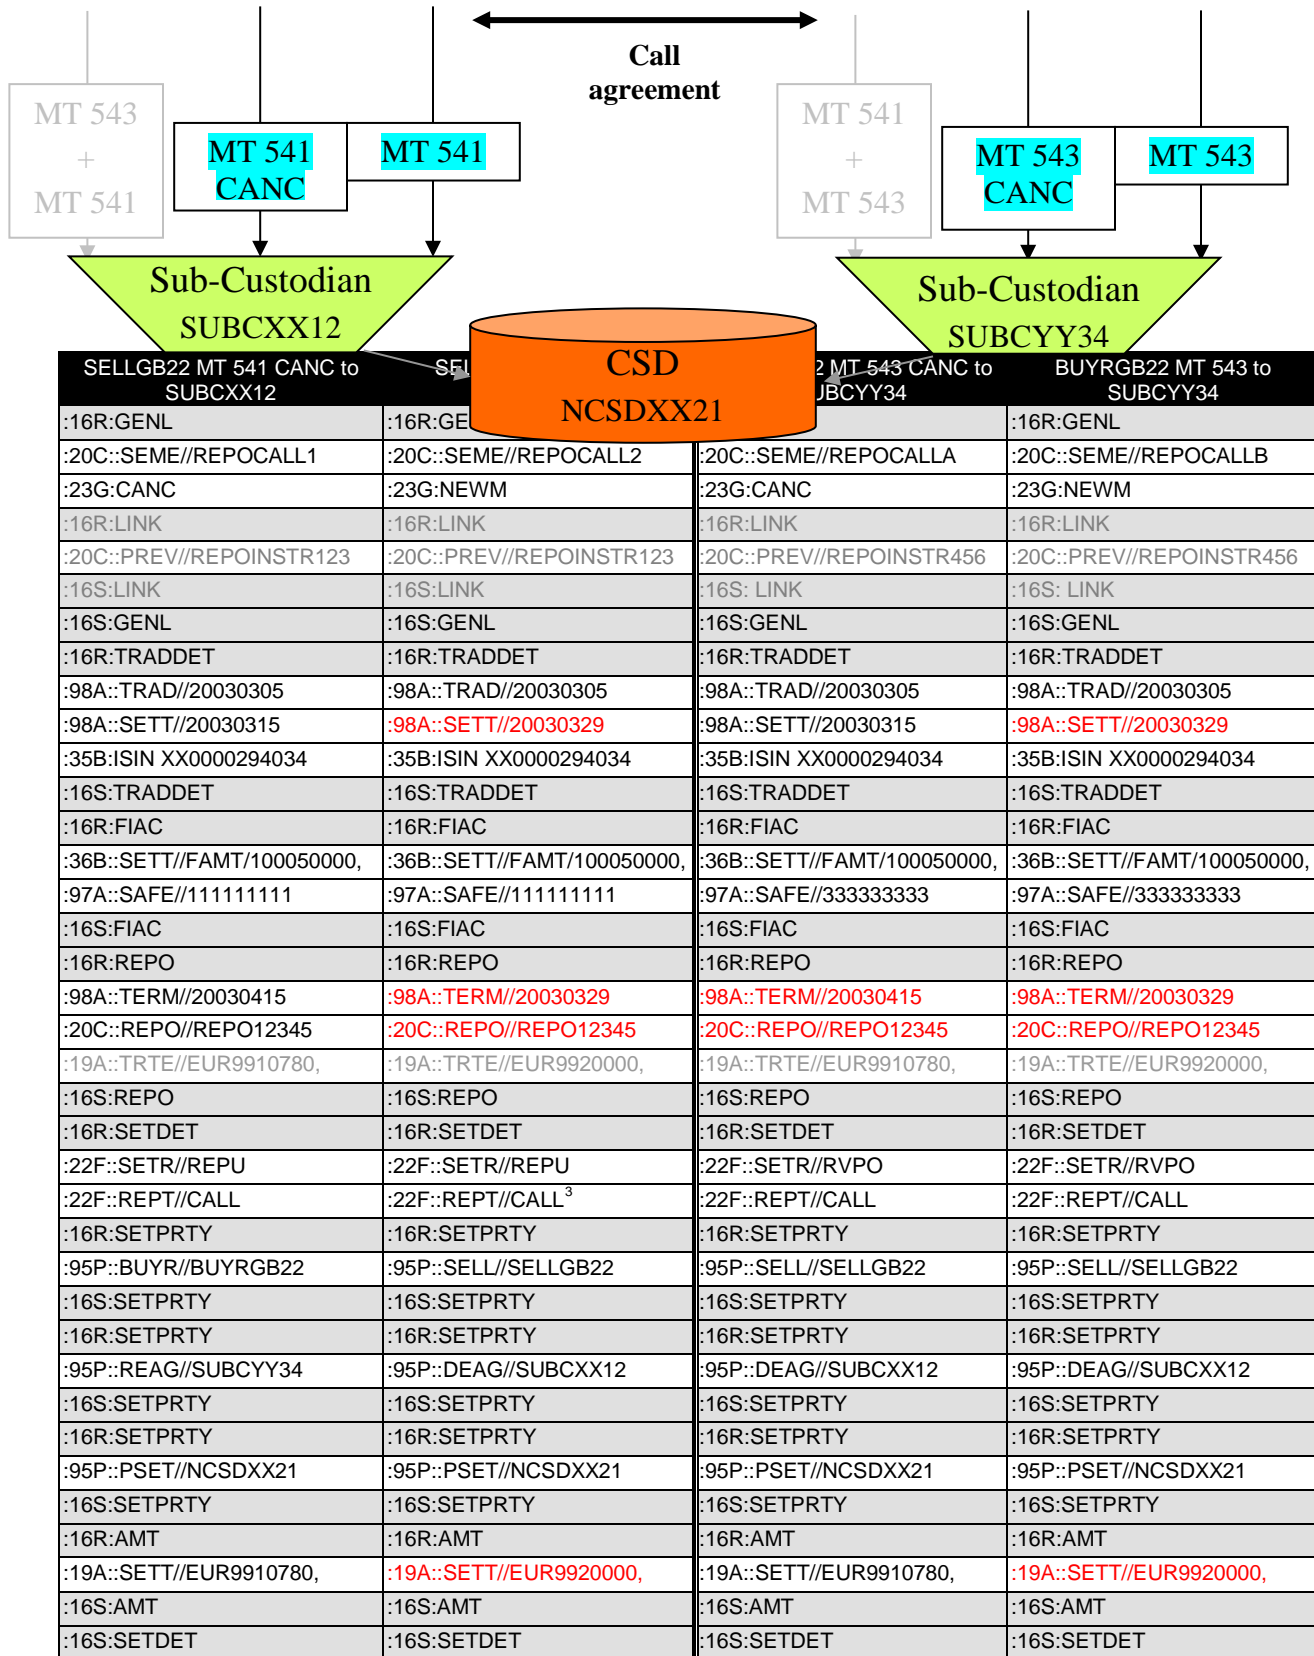 Call
agreement
MT 543
+
MT 541
MT 541
CANC
MT 541
MT 541
+
MT 543
MT 543
CANC
MT 543
Sub-Custodian
SUBCXX12
Sub-Custodian
SUBCYY34
CSD
NCSDXX21
SELLGB22 MT 541 CANC to SUBCXX12
MT 543 CANC to
BUYRGB22 MT 543 to SUBCYY34
:16R:GENL :16R:GE :16R:GENL
:20C::SEME//REPOCALL1 :20C::SEME//REPOCALL2 :20C::SEME//REPOCALLA :20C::SEME//REPOCALLB
:23G:CANC :23G:NEWM :23G:CANC :23G:NEWM
:16R:LINK :16R:LINK :16R:LINK :16R:LINK
:20C::PREV//REPOINSTR123 :20C::PREV//REPOINSTR123 :20C::PREV//REPOINSTR456 :20C::PREV//REPOINSTR456
:16S:LINK :16S:LINK :16S: LINK :16S: LINK
:16S:GENL :16S:GENL :16S:GENL :16S:GENL
:16R:TRADDET :16R:TRADDET :16R:TRADDET :16R:TRADDET
:98A::TRAD//20030305 :98A::TRAD//20030305 :98A::TRAD//20030305 :98A::TRAD//20030305
:98A::SETT//20030315 :98A::SETT//20030329 :98A::SETT//20030315 :98A::SETT//20030329
:35B:ISIN XX0000294034 :35B:ISIN XX0000294034 :35B:ISIN XX0000294034 :35B:ISIN XX0000294034
:16S:TRADDET :16S:TRADDET :16S:TRADDET :16S:TRADDET
:16R:FIAC :16R:FIAC :16R:FIAC :16R:FIAC
:36B::SETT//FAMT/100050000, :36B::SETT//FAMT/100050000, :36B::SETT//FAMT/100050000, :36B::SETT//FAMT/100050000,
:97A::SAFE//111111111 :97A::SAFE//111111111 :97A::SAFE//333333333 :97A::SAFE//333333333
:16S:FIAC :16S:FIAC :16S:FIAC :16S:FIAC
:16R:REPO :16R:REPO :16R:REPO :16R:REPO
:98A::TERM//20030415 :98A::TERM//20030329 :98A::TERM//20030415 :98A::TERM//20030329
:20C::REPO//REPO12345 :20C::REPO//REPO12345 :20C::REPO//REPO12345 :20C::REPO//REPO12345
:19A::TRTE//EUR9910780, :19A::TRTE//EUR9920000, :19A::TRTE//EUR9910780, :19A::TRTE//EUR9920000,
:16S:REPO :16S:REPO :16S:REPO :16S:REPO
:16R:SETDET :16R:SETDET :16R:SETDET :16R:SETDET
:22F::SETR//REPU :22F::SETR//REPU :22F::SETR//RVPO :22F::SETR//RVPO
:22F::REPT//CALL :22F::REPT//CALL³ :22F::REPT//CALL :22F::REPT//CALL
:16R:SETPRTY :16R:SETPRTY :16R:SETPRTY :16R:SETPRTY
:95P::BUYR//BUYRGB22 :95P::SELL//SELLGB22 :95P::SELL//SELLGB22 :95P::SELL//SELLGB22
:16S:SETPRTY :16S:SETPRTY :16S:SETPRTY :16S:SETPRTY
:16R:SETPRTY :16R:SETPRTY :16R:SETPRTY :16R:SETPRTY
:95P::REAG//SUBCYY34 :95P::DEAG//SUBCXX12 :95P::DEAG//SUBCXX12 :95P::DEAG//SUBCXX12
:16S:SETPRTY :16S:SETPRTY :16S:SETPRTY :16S:SETPRTY
:16R:SETPRTY :16R:SETPRTY :16R:SETPRTY :16R:SETPRTY
:95P::PSET//NCSDXX21 :95P::PSET//NCSDXX21 :95P::PSET//NCSDXX21 :95P::PSET//NCSDXX21
:16S:SETPRTY :16S:SETPRTY :16S:SETPRTY :16S:SETPRTY
:16R:AMT :16R:AMT :16R:AMT :16R:AMT
:19A::SETT//EUR9910780, :19A::SETT//EUR9920000, :19A::SETT//EUR9910780, :19A::SETT//EUR9920000,
:16S:AMT :16S:AMT :16S:AMT :16S:AMT
:16S:SETDET :16S:SETDET :16S:SETDET :16S:SETDET